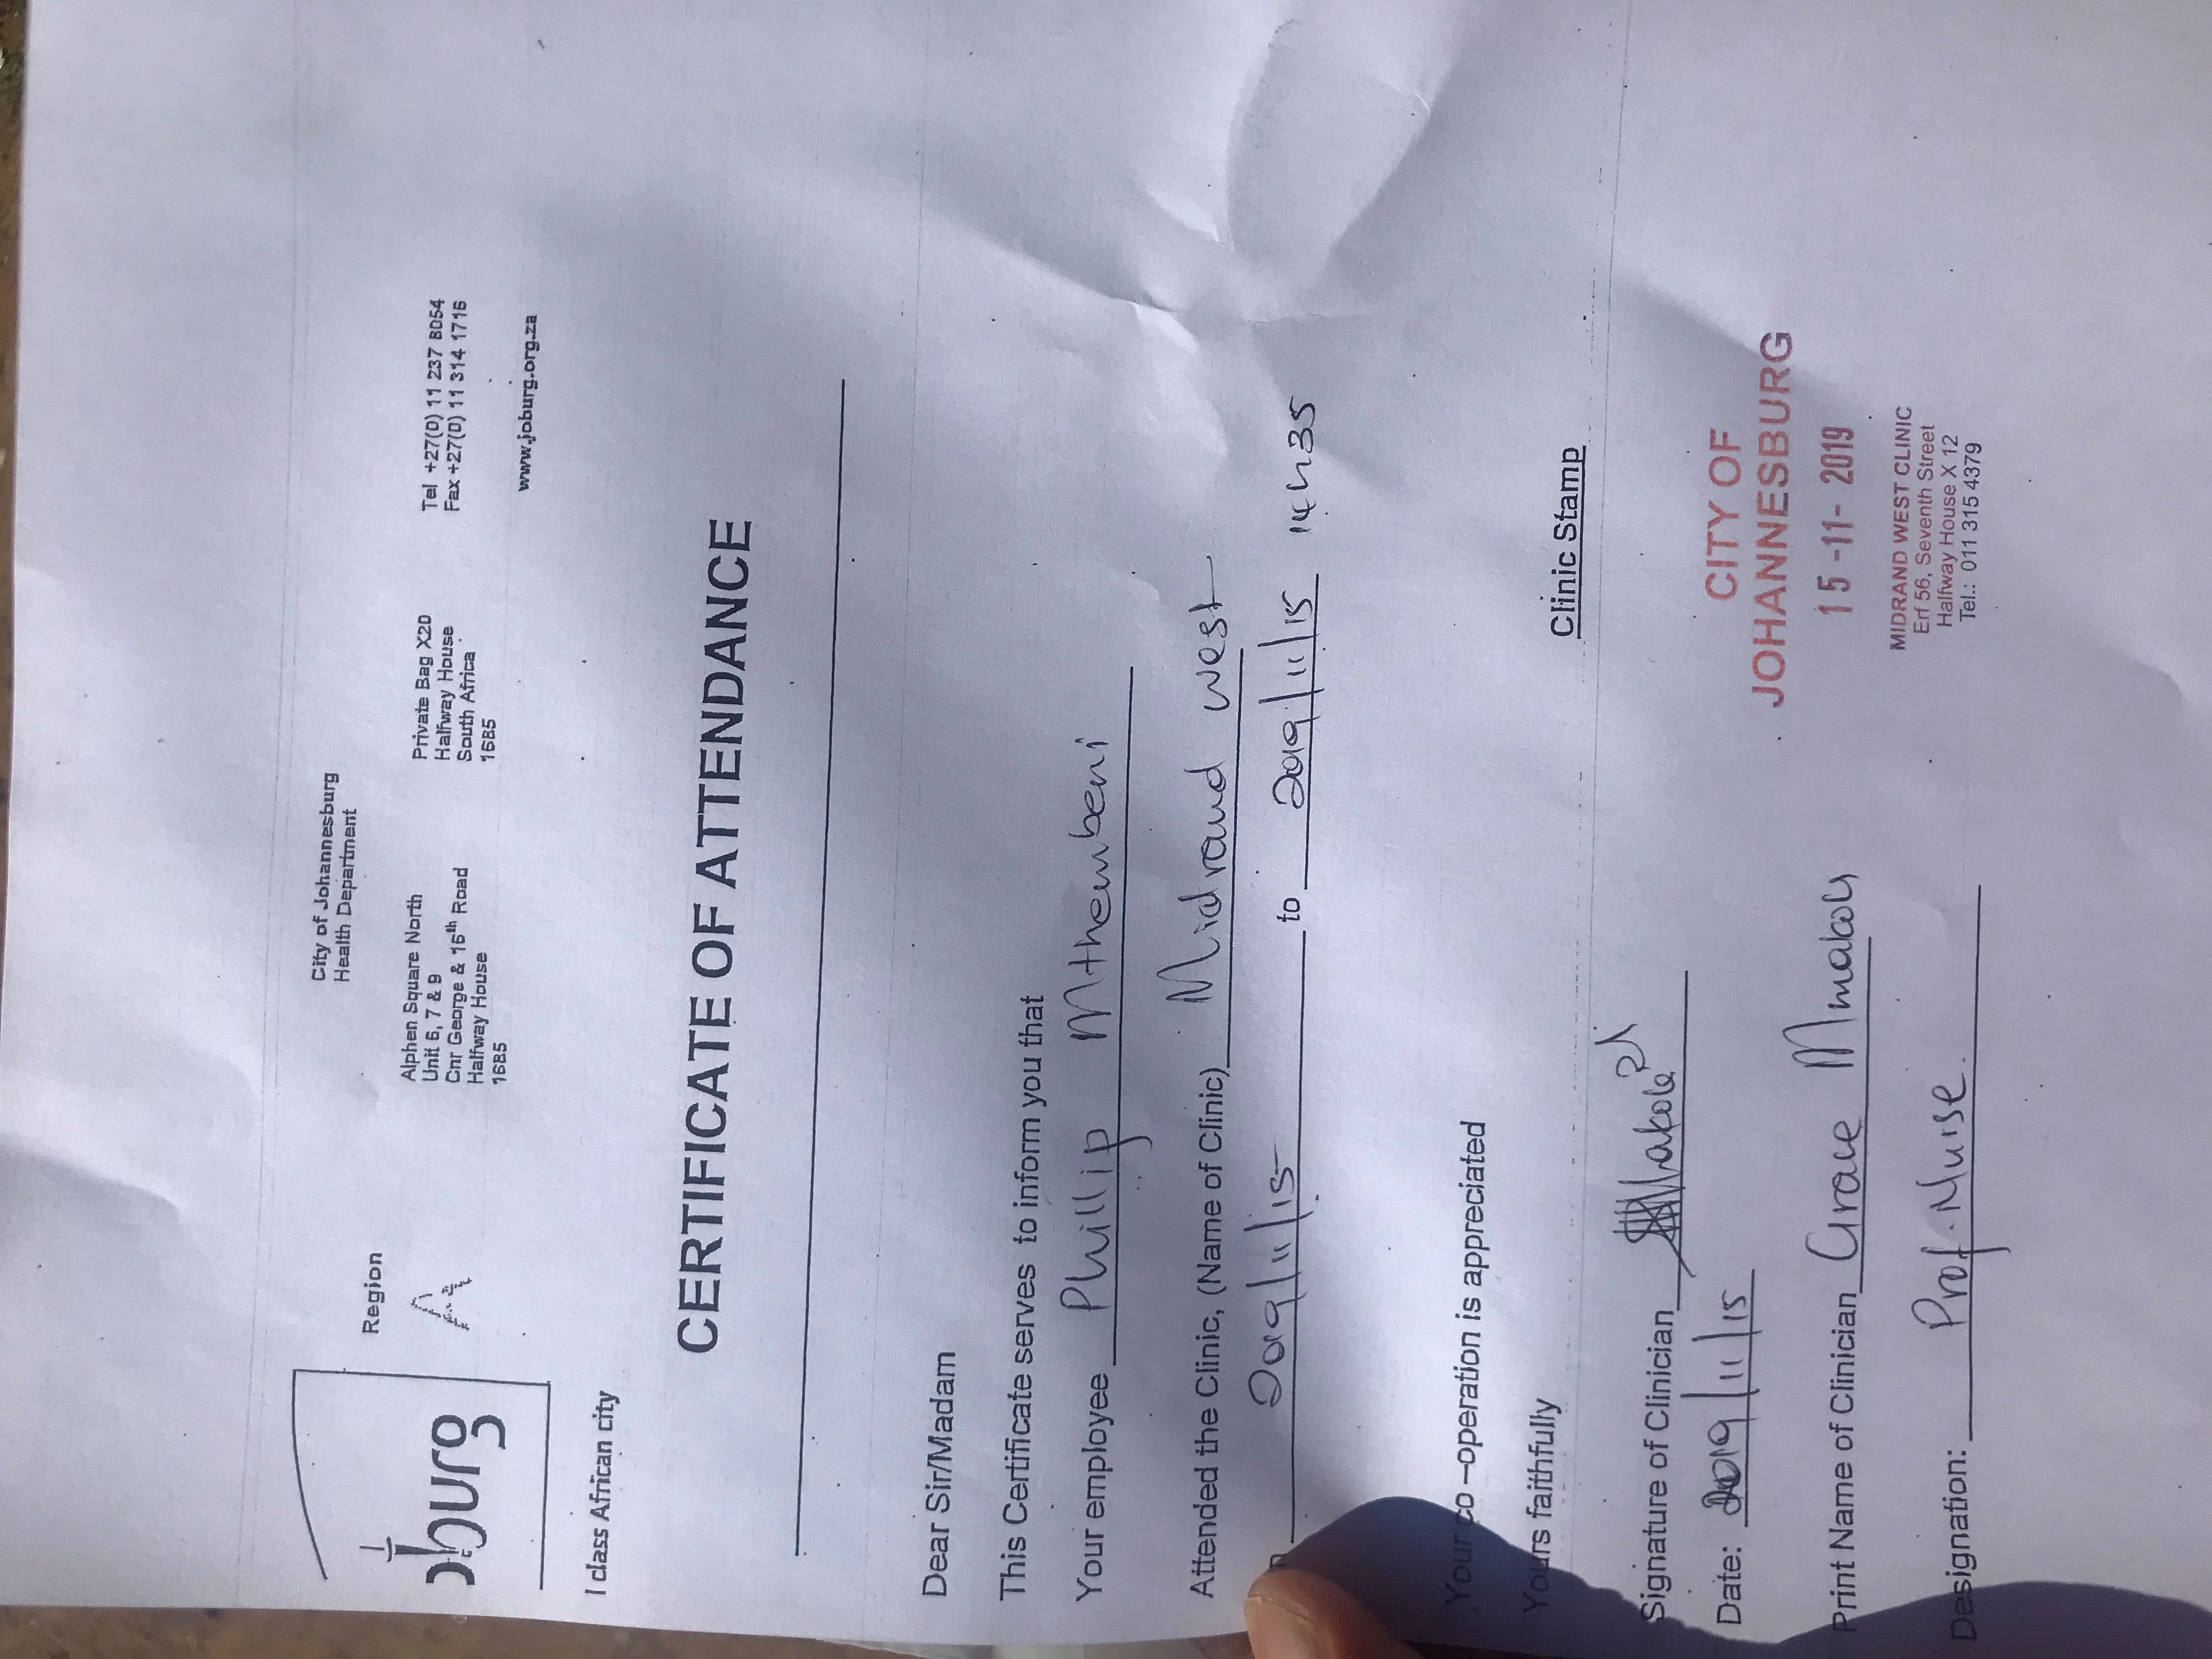 City of Johannesburg
Health Department
Region
A
Alphen Square North
Unit 6, 7 & 9
Cnr George & 16th Road
Halfway House
1685
Private Bag X20
Halfway House
South Africa
1685
Tel +27(0) 11 237 8054
Fax +27(0) 11 314 1716
www.joburg.org.za
joburg
l class African city
CERTIFICATE OF ATTENDANCE
Dear Sir/Madam
This Certificate serves to inform you that
Your employee Phillip Mthembeni
Attended the Clinic, (Name of Clinic) Midrand west
2019/11/15 to 2019/11/15 14h35
Your co-operation is appreciated
Yours faithfully
Clinic Stamp
Signature of Clinician
Date: 2019/11/15
Print Name of Clinician Grace
Designation: Prof. Nurse
CITY OF
JOHANNESBURG
15-11-2019
MIDRAND WEST CLINIC
Erf 56, Seventh Street
Halfway House X 12
Tel.: 011 315 4379